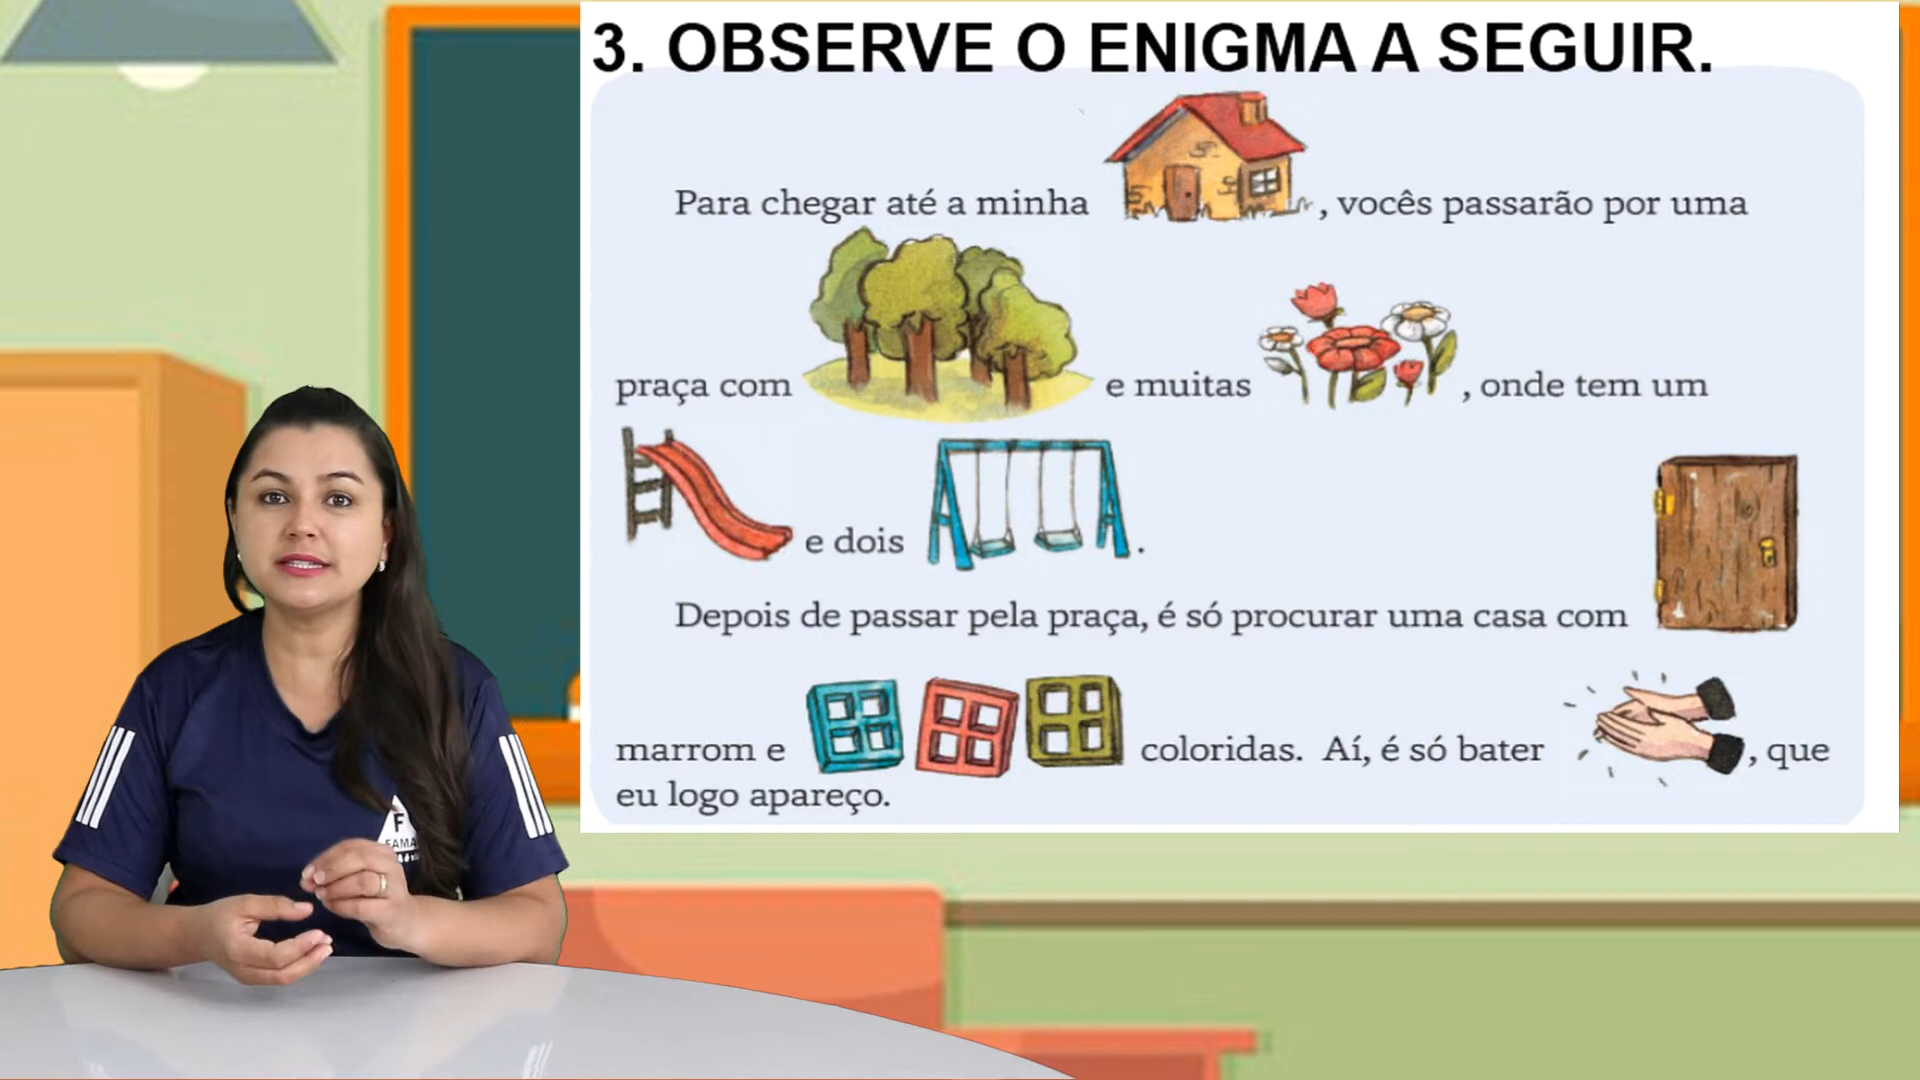 3. OBSERVE O ENIGMA A SEGUIR.
Para chegar até a minha , vocês passarão por uma
praça com e muitas , onde tem um
e dois .
Depois de passar pela praça, é só procurar uma casa com
marrom e coloridas. Aí, é só bater , que
eu logo apareço.
F
FAMA